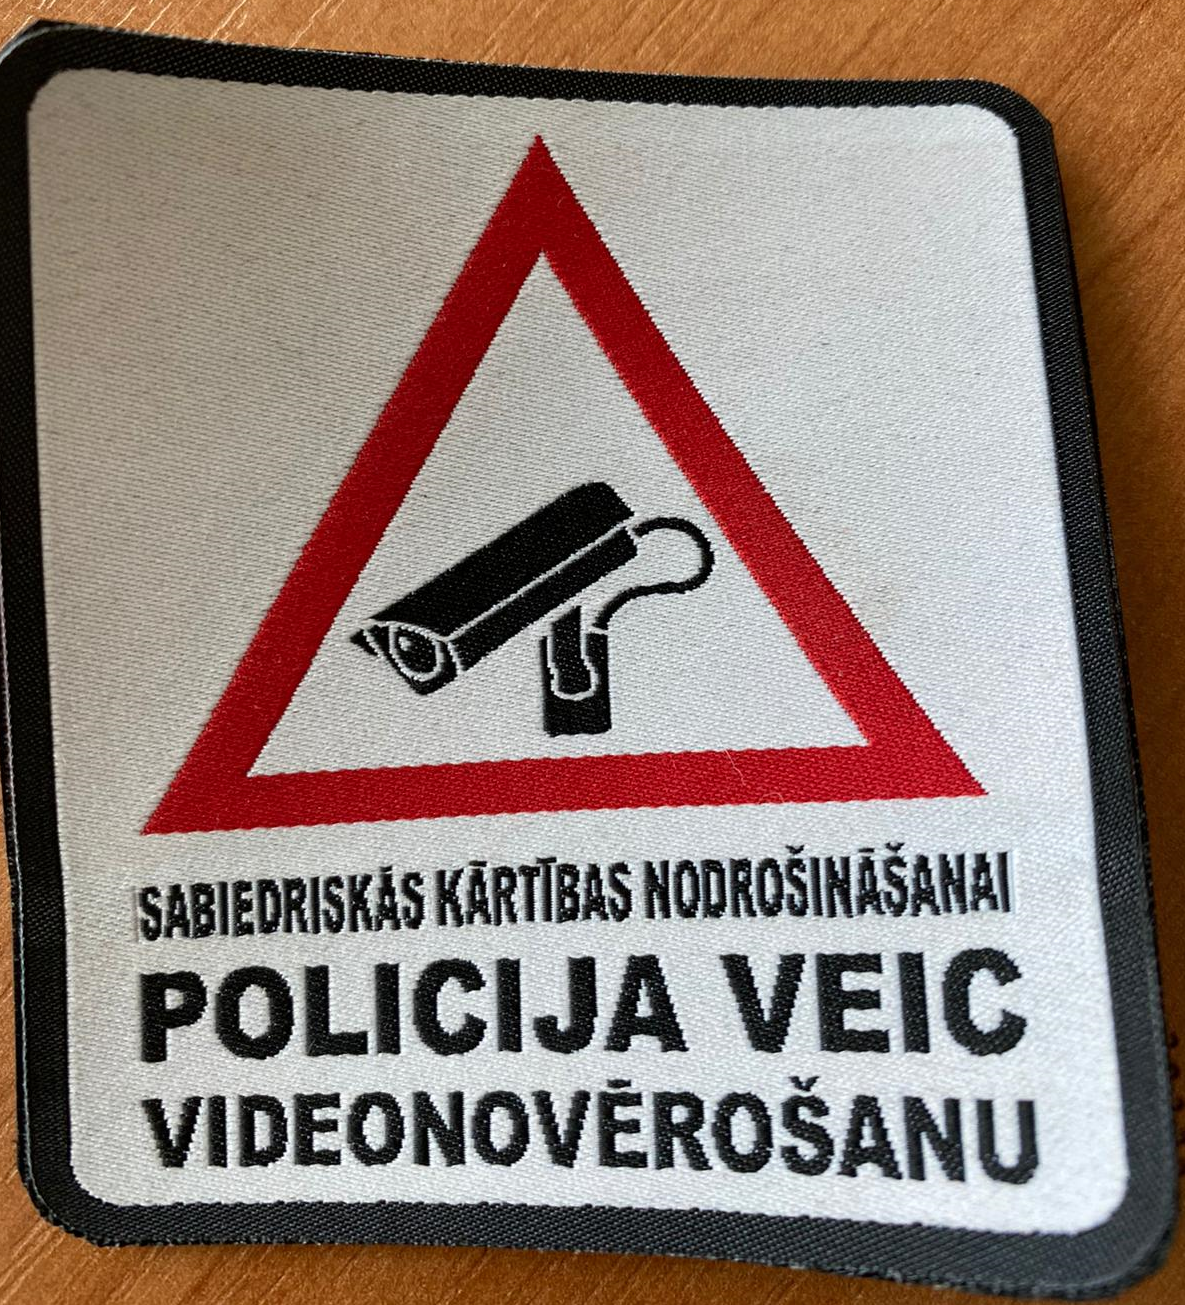 SABIEDRISKĀS KĀRTĪBAS NODROŠINĀŠANAI
POLICIJA VEIC
VIDEONOVĒROŠANU